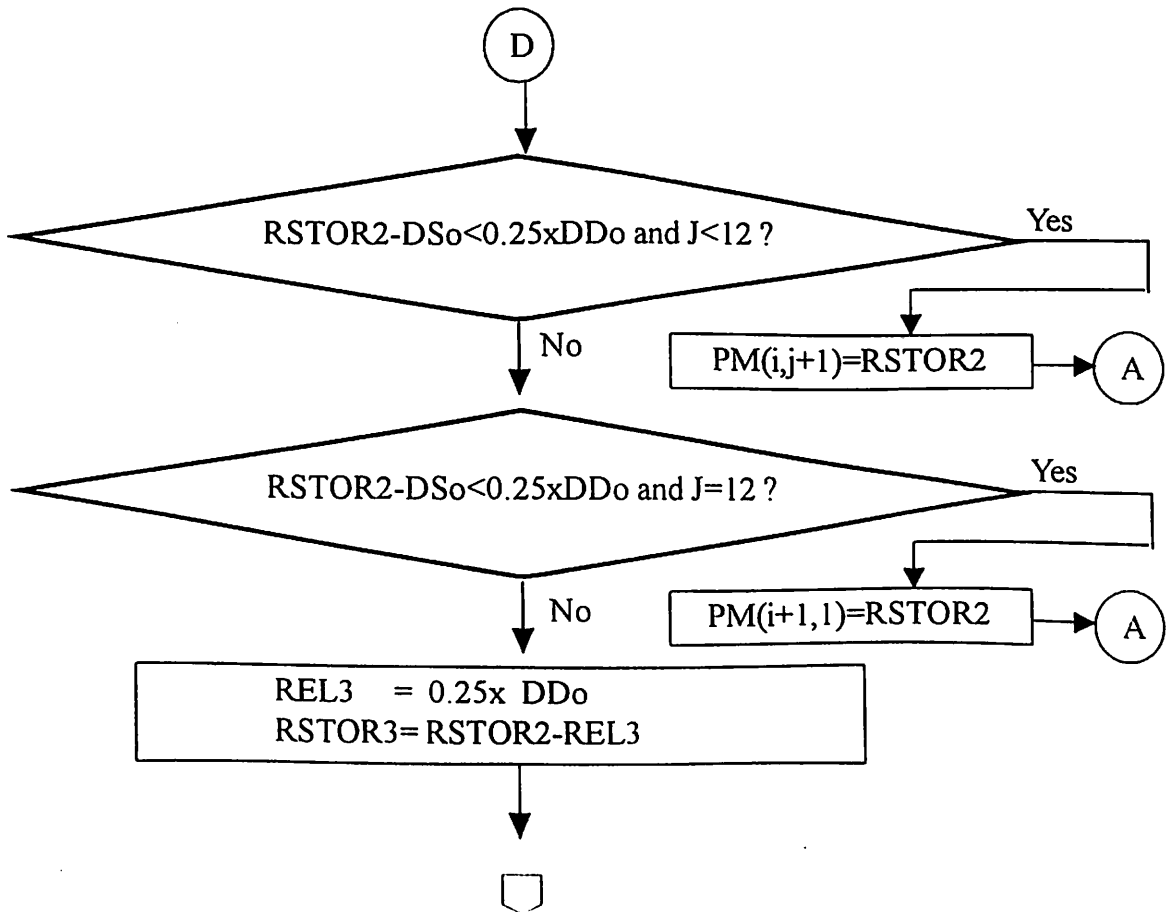 D
RSTOR2-DSo<0.25xDDo and J<12 ?
Yes
No
PM(i,j+1)=RSTOR2
A
RSTOR2-DSo<0.25xDDo and J=12 ?
Yes
No
PM(i+1,1)=RSTOR2
A
REL3 = 0.25x DDo
RSTOR3= RSTOR2-REL3